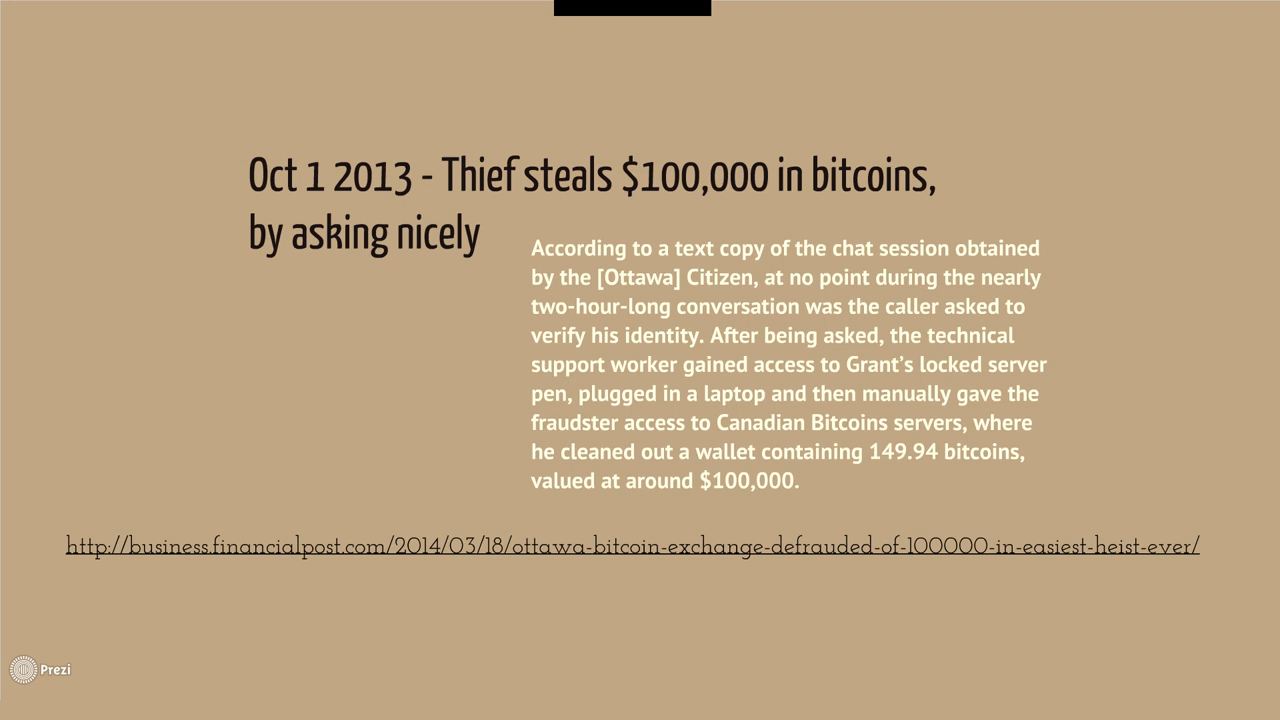 Oct 1 2013 - Thief steals $100,000 in bitcoins,
by asking nicely
According to a text copy of the chat session obtained
by the [Ottawa] Citizen, at no point during the nearly
two-hour-long conversation was the caller asked to
verify his identity. After being asked, the technical
support worker gained access to Grant’s locked server
pen, plugged in a laptop and then manually gave the
fraudster access to Canadian Bitcoins servers, where
he cleaned out a wallet containing 149.94 bitcoins,
valued at around $100,000.
http://business.financialpost.com/2014/03/18/ottawa-bitcoin-exchange-defrauded-of-100000-in-easiest-heist-ever/
Prezi